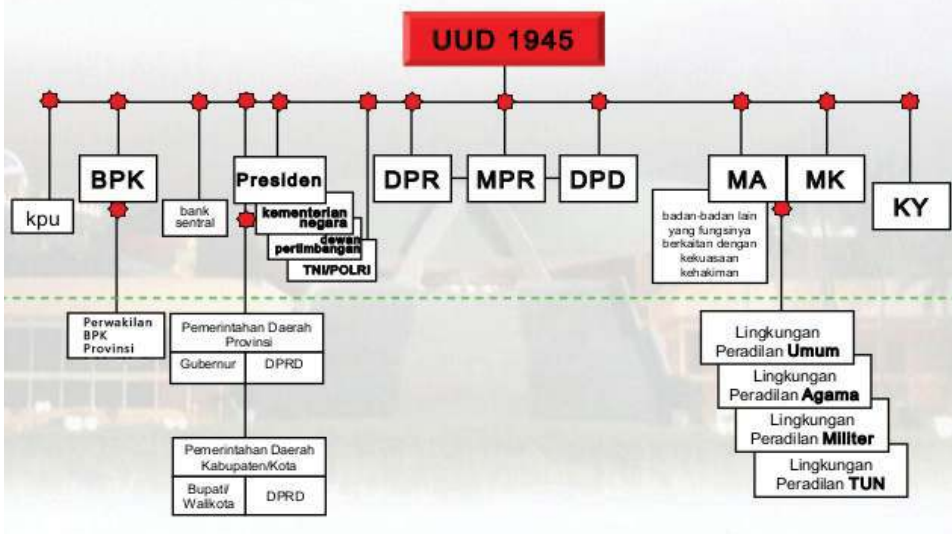 UUD 1945
kpu
BPK
bank
sentral
Presiden
kementerian
negara
dewan
pertimbangan
TNI/POLRI
DPR
MPR
DPD
MA
MK
KY
badan-badan lain
yang fungsinya
berkaitan dengan
kekuasaan
kehakiman
Perwakilan
BPK
Provinsi
Pemerintahan Daerah
Provinsi
Gubernur
DPRD
Pemerintahan Daerah
Kabupaten/Kota
Bupati/
Walikota
DPRD
Lingkungan
Peradilan Umum
Lingkungan
Peradilan Agama
Lingkungan
Peradilan Militer
Lingkungan
Peradilan TUN